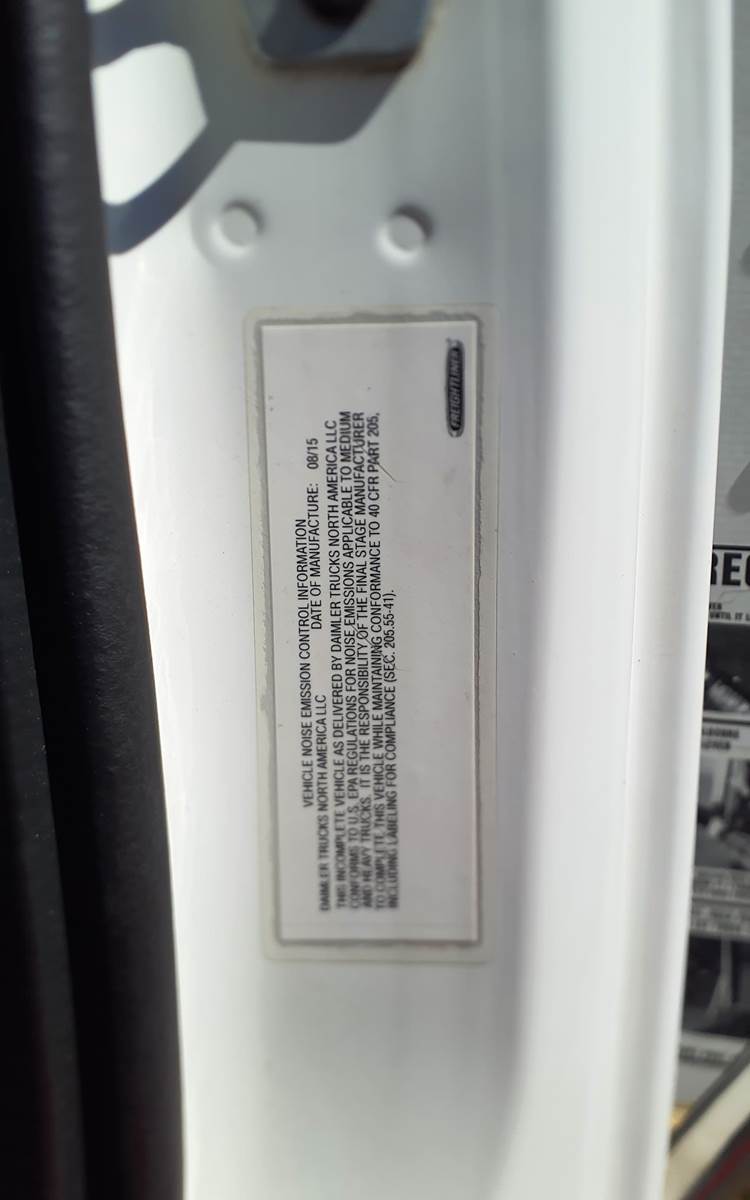 VEHICLE NOISE EMISSION CONTROL INFORMATION
DAIMLER TRUCKS NORTH AMERICA LLC DATE OF MANUFACTURE: 08/15
THIS INCOMPLETE VEHICLE AS DELIVERED BY DAIMLER TRUCKS NORTH AMERICA LLC
CONFORMS TO U.S. EPA REGULATIONS FOR NOISE EMISSIONS APPLICABLE TO MEDIUM
AND HEAVY TRUCKS. IT IS THE RESPONSIBILITY OF THE FINAL STAGE MANUFACTURER
TO COMPLETE THIS VEHICLE WHILE MAINTAINING CONFORMANCE TO 40 CFR PART 205,
INCLUDING LABELING FOR COMPLIANCE (SEC. 205.55-41).
FREIGHTLINER